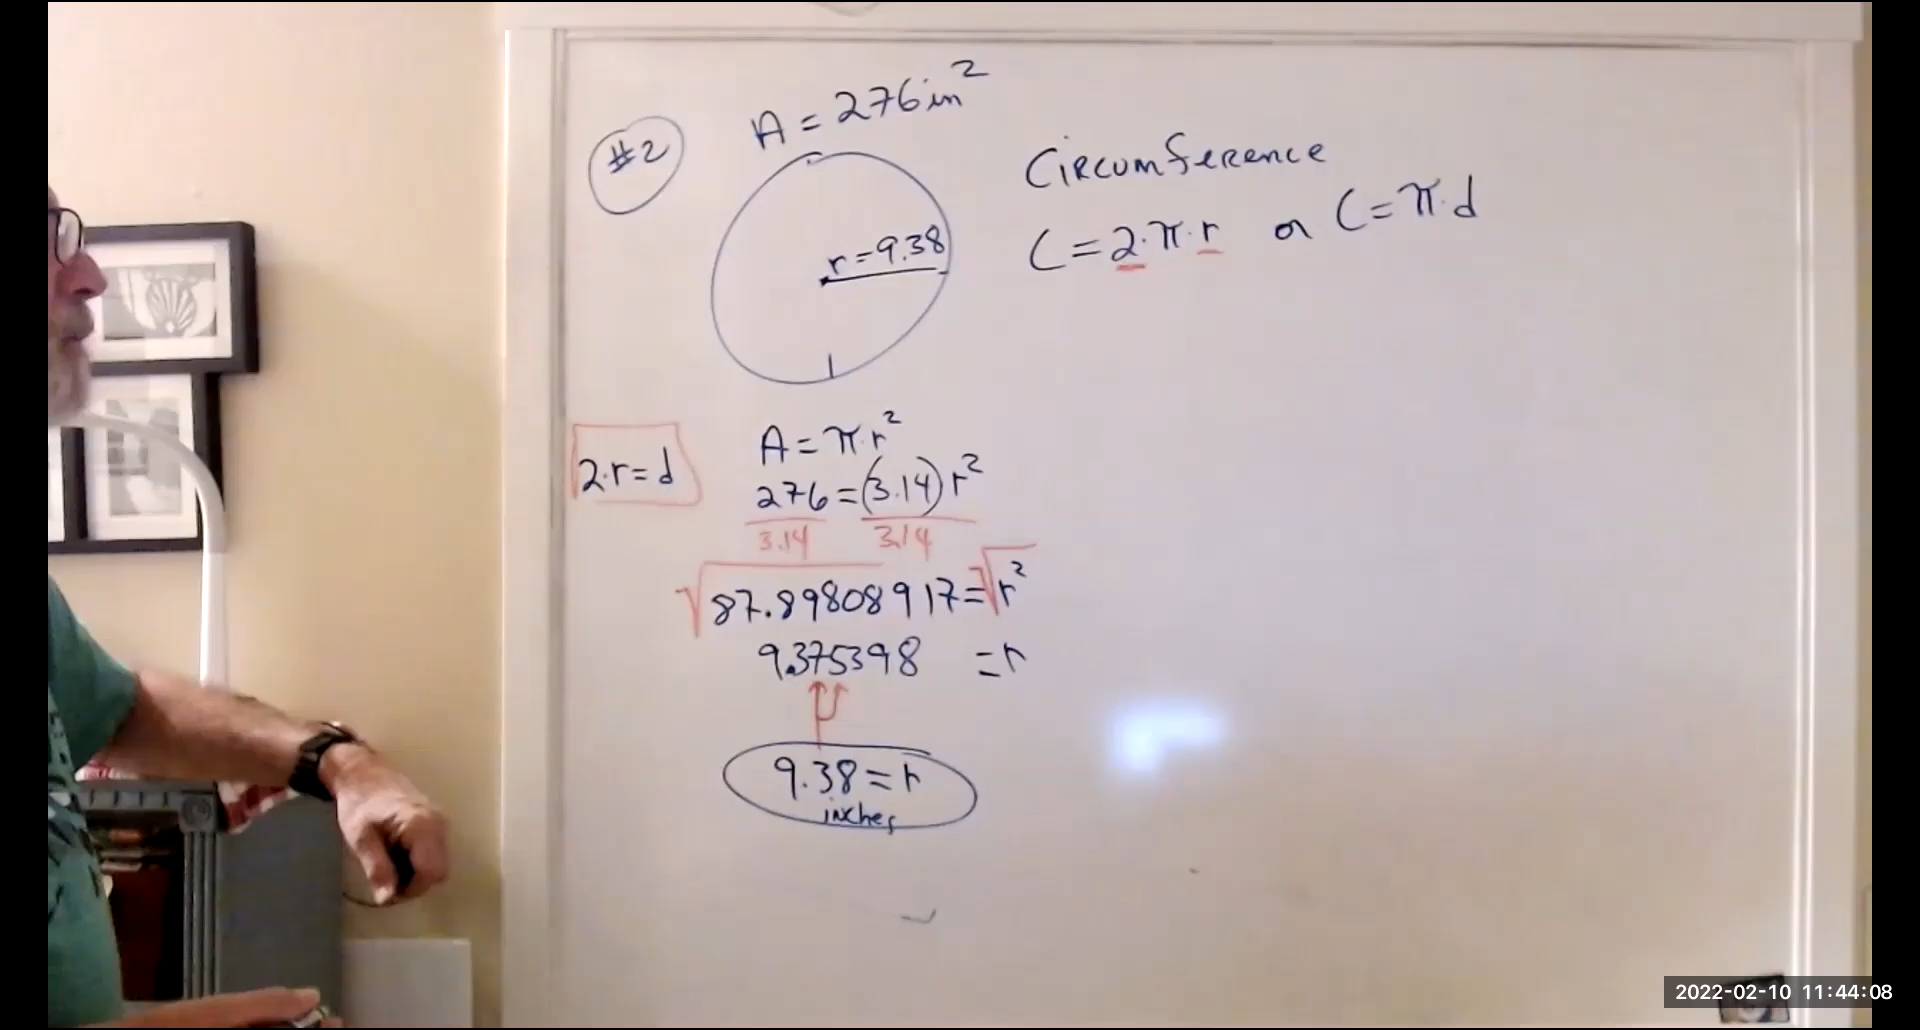 #2
A = 276 in²
r = 9.38
Circumference
C = 2·π·r or C = π·d
2·r = d
A = π·r²
276 = (3.14) r²
3.14 3.14
√87.89808917 = √r²
9.375398 = r
9.38 = r
inches
2022-02-10 11:44:08